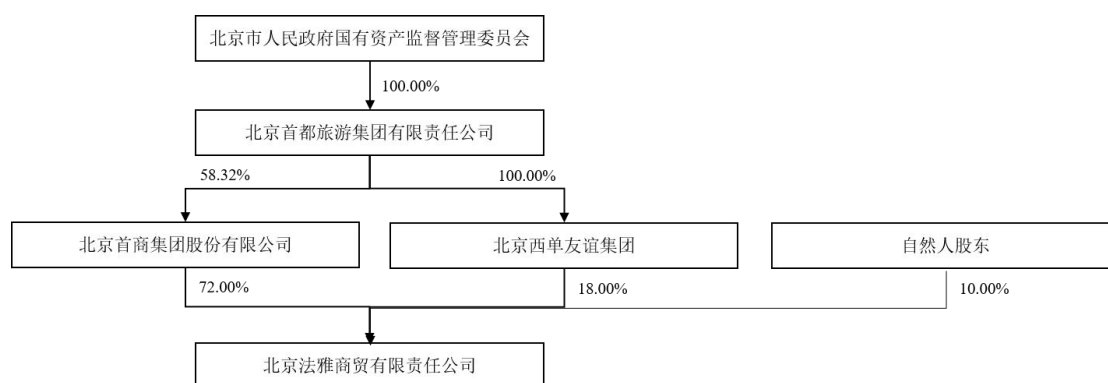 北京市人民政府国有资产监督管理委员会
100.00%
北京首都旅游集团有限责任公司
58.32%
100.00%
北京首商集团股份有限公司
北京西单友谊集团
自然人股东
72.00%
18.00%
10.00%
北京法雅商贸有限责任公司